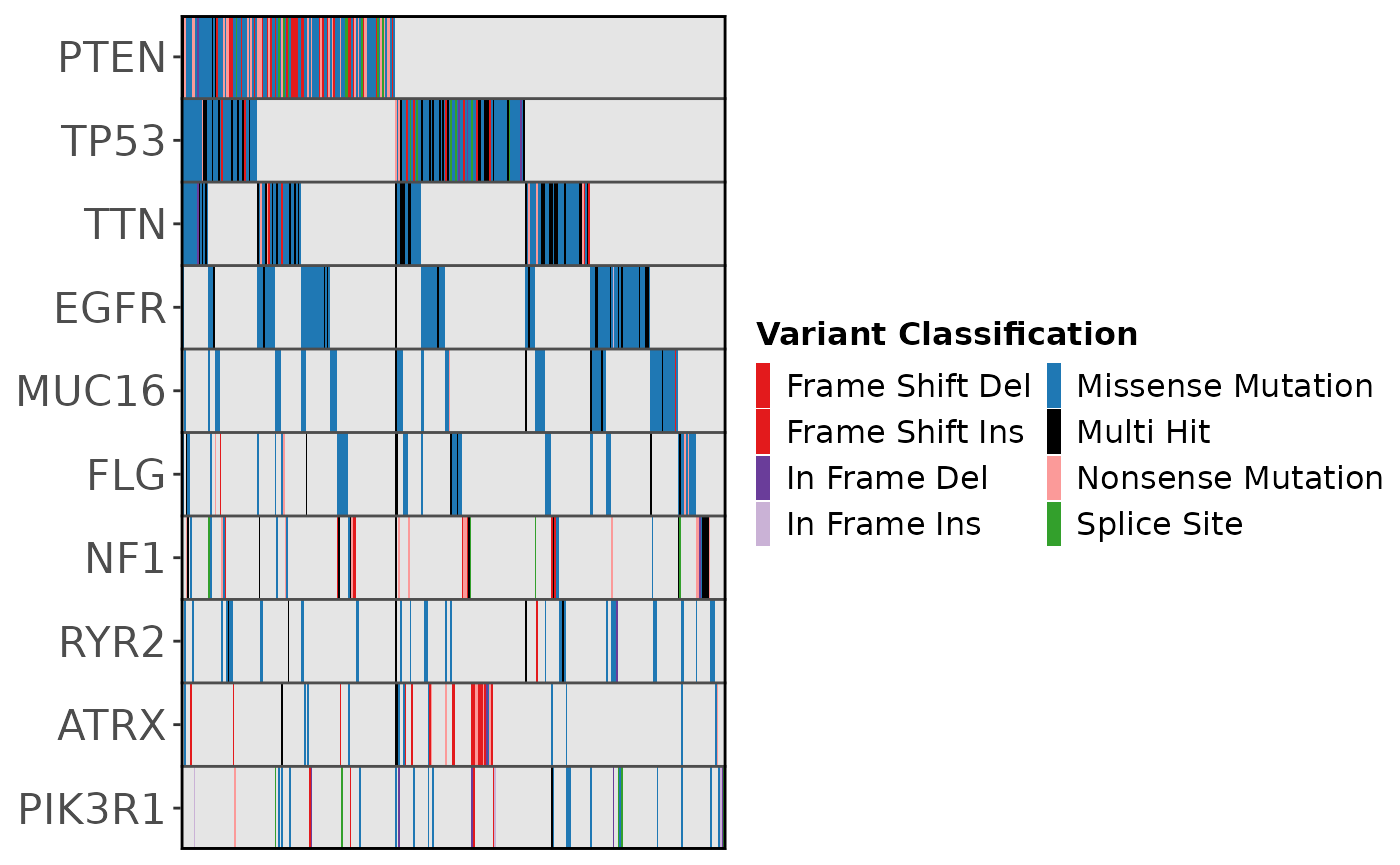 PTEN
TP53
TTN
EGFR
MUC16
FLG
NF1
RYR2
ATRX
PIK3R1
Variant Classification
Frame Shift Del
Frame Shift Ins
In Frame Del
In Frame Ins
Missense Mutation
Multi Hit
Nonsense Mutation
Splice Site